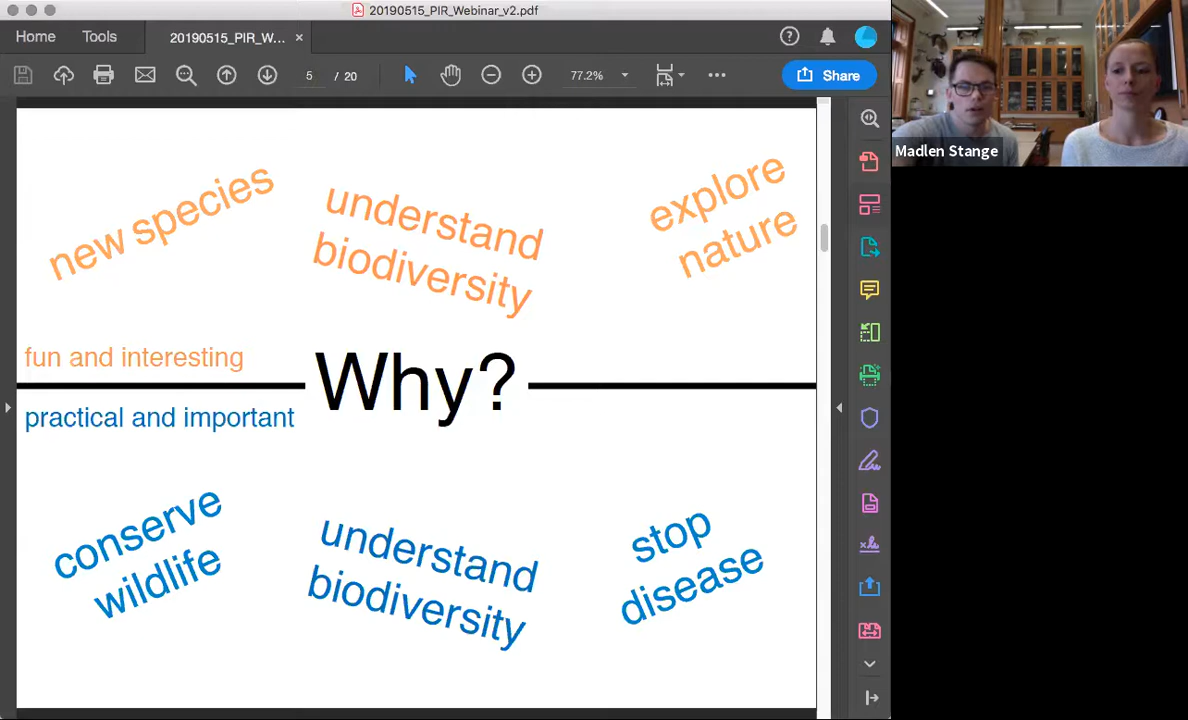 20190515_PIR_Webinar_v2.pdf
Home
Tools
20190515_PIR_W...
5 / 20
77.2%
Share
Madlen Stange
new species
understand
biodiversity
explore
nature
fun and interesting
Why?
practical and important
conserve
wildlife
understand
biodiversity
stop
disease